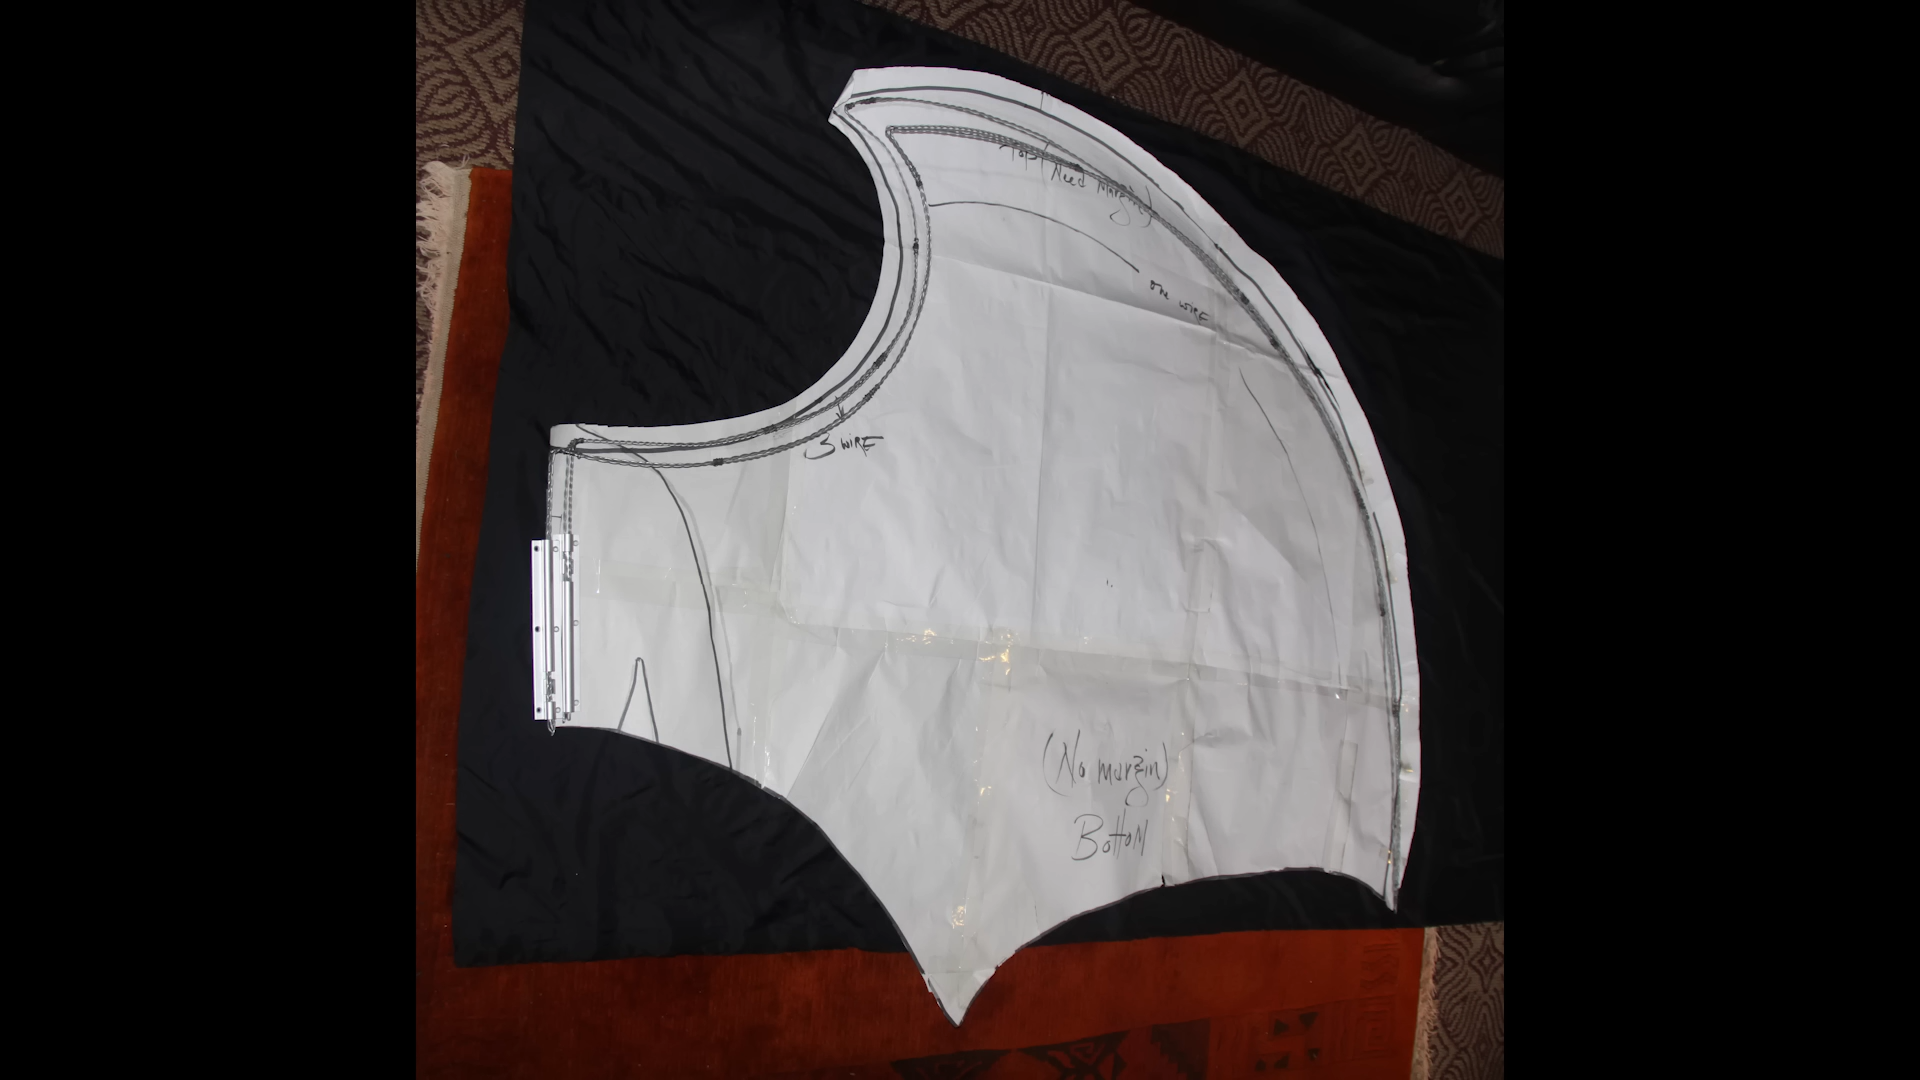 Top (Need Margin)
one wire
3 wire
(No margin)
Bottom